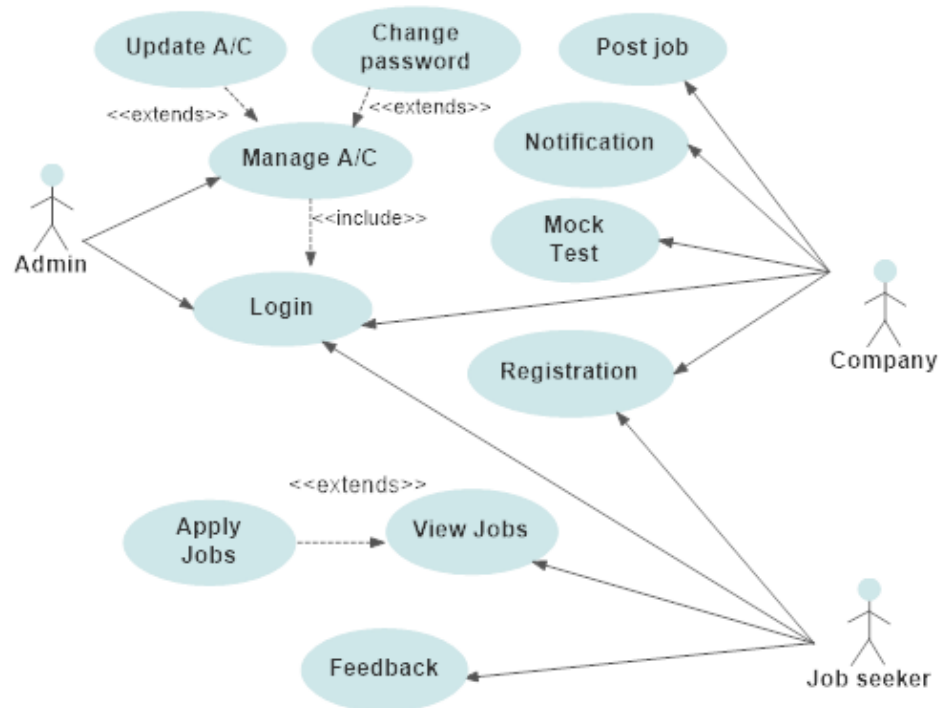 Update A/C
Change
password
Post job
<<extends>>
<<extends>>
Notification
Manage A/C
<<include>>
Mock
Test
Admin
Login
Company
Registration
<<extends>>
Apply
Jobs
View Jobs
Feedback
Job seeker